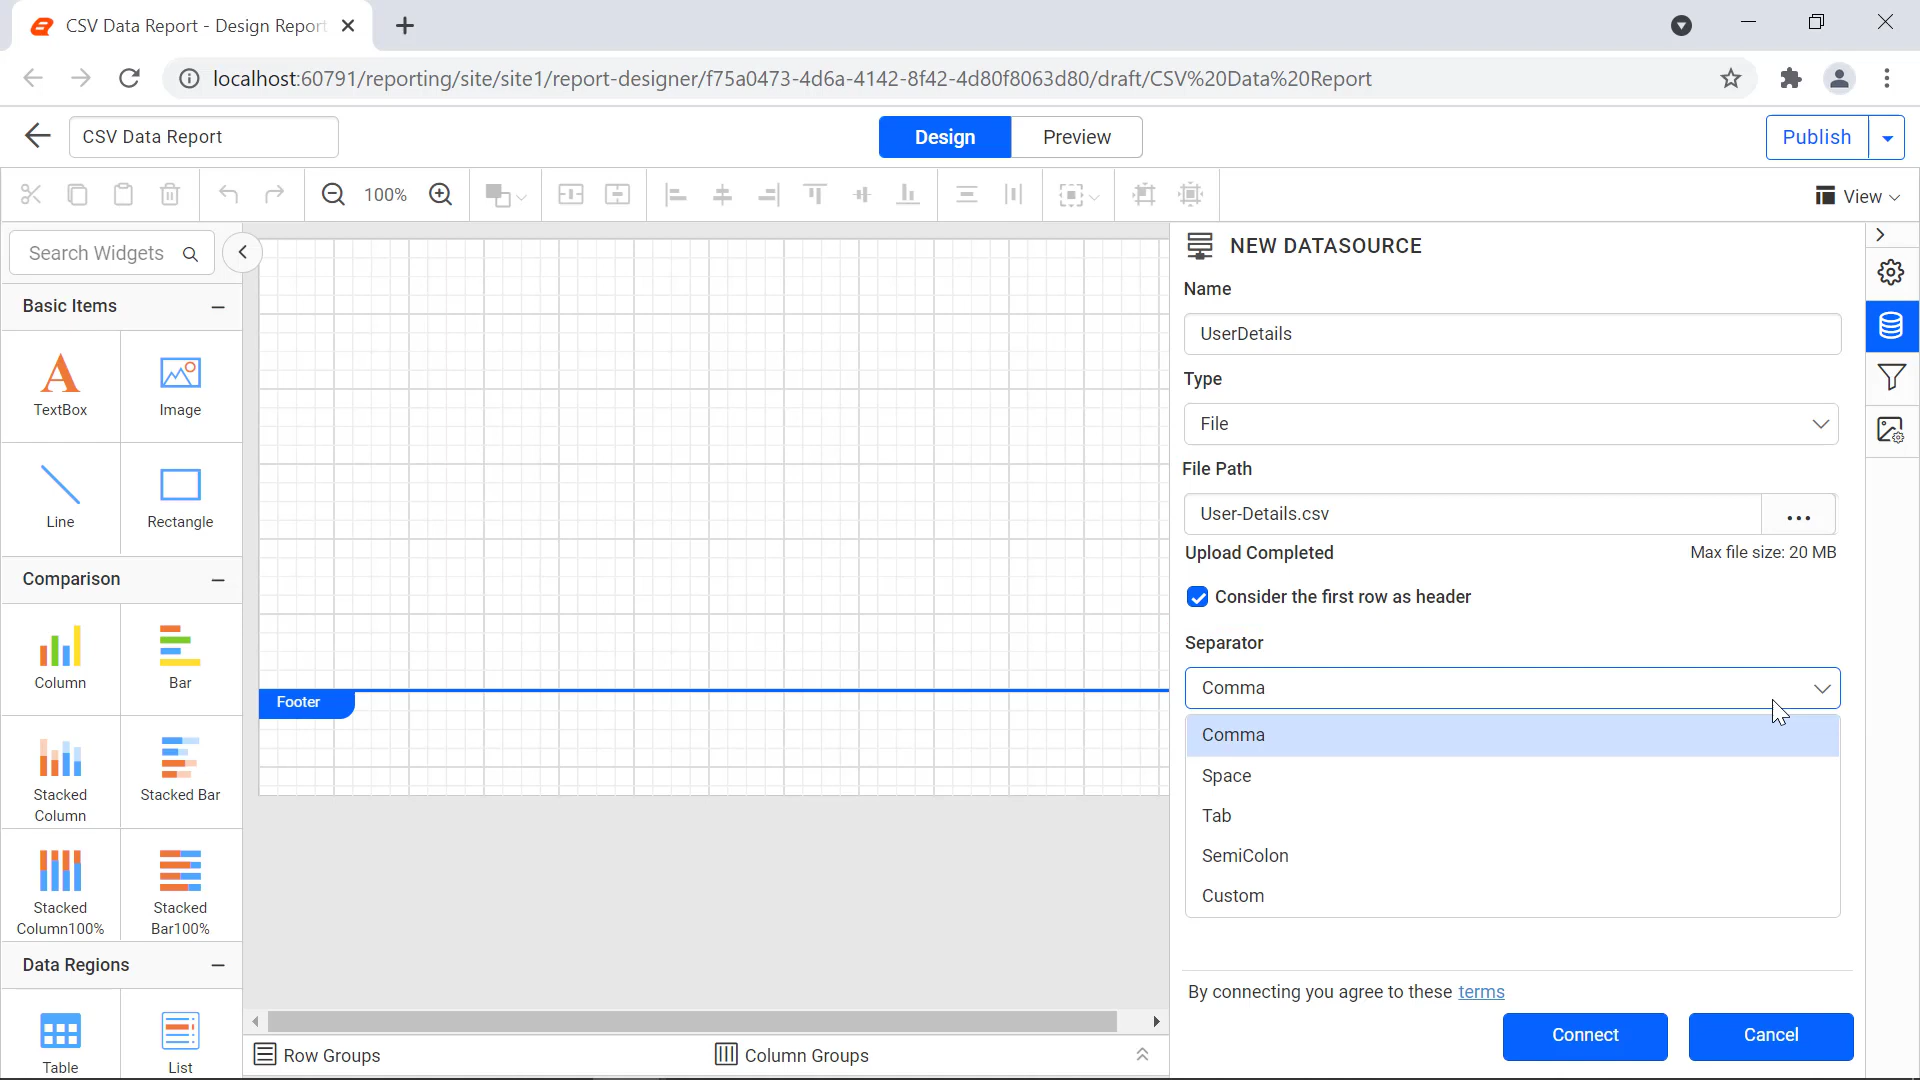 CSV Data Report - Design Report
localhost:60791/reporting/site/site1/report-designer/f75a0473-4d6a-4142-8f42-4d80f8063d80/draft/CSV%20Data%20Report
CSV Data Report
Design
Preview
Publish
100%
View
Search Widgets
Basic Items
TextBox
Image
Line
Rectangle
Comparison
Column
Bar
Stacked
Column
Stacked Bar
Stacked
Column100%
Stacked
Bar100%
Data Regions
Table
List
Footer
Row Groups
Column Groups
NEW DATASOURCE
Name
UserDetails
Type
File
File Path
User-Details.csv
...
Upload Completed
Max file size: 20 MB
Consider the first row as header
Separator
Comma
Comma
Space
Tab
SemiColon
Custom
By connecting you agree to these terms
Connect
Cancel